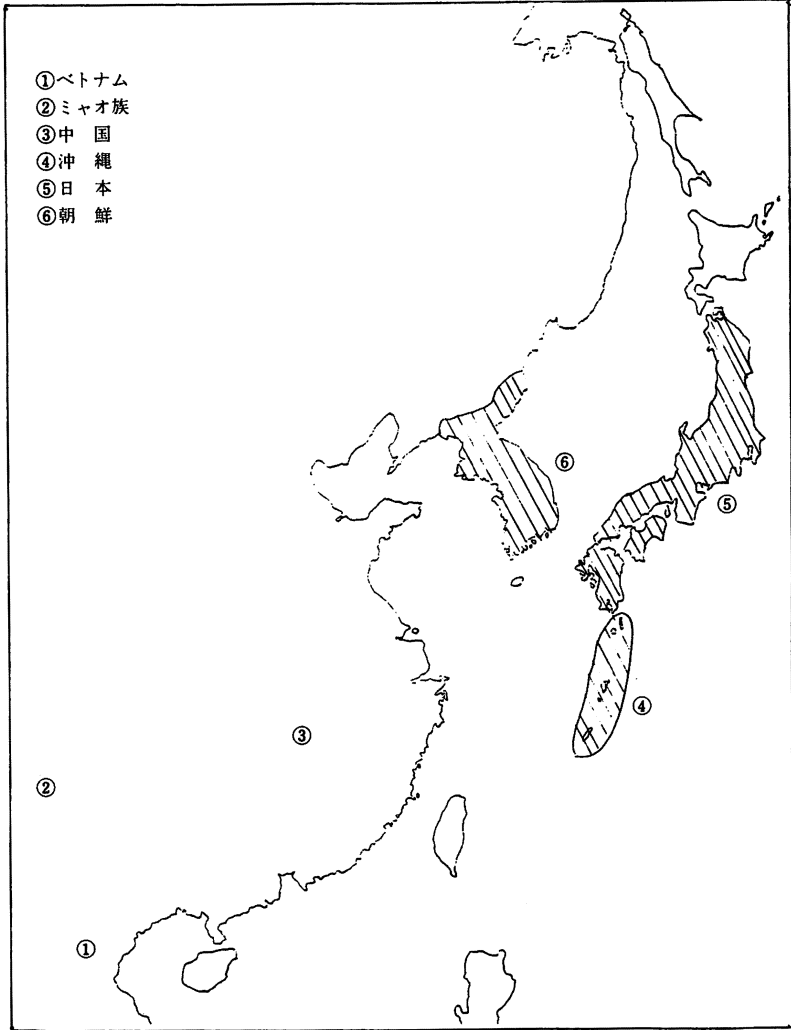 ①ベトナム
②ミャオ族
③中 国
④沖 縄
⑤日 本
⑥朝 鮮
⑥
⑤
④
③
②
①